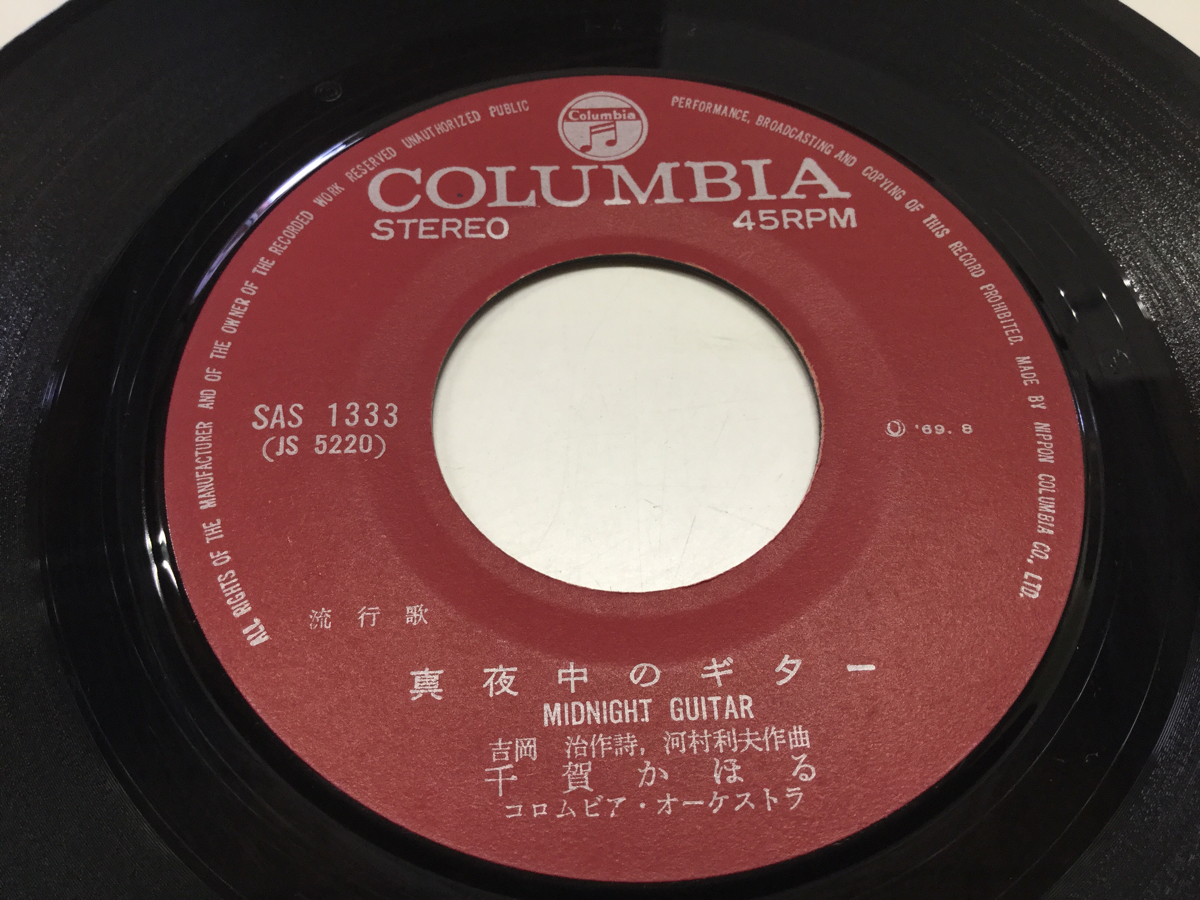 ALL RIGHTS OF THE MANUFACTURER AND OF THE OWNER OF THE RECORDED WORK RESERVED UNAUTHORIZED PUBLIC PERFORMANCE, BROADCASTING AND COPYING OF THIS RECORD PROHIBITED. MADE BY NIPPON COLUMBIA CO., LTD.
Columbia
COLUMBIA
STEREO 45RPM
SAS 1333
(JS 5220)
Ⓟ '69. 8
流行歌
真夜中のギター
MIDNIGHT GUITAR
吉岡 治作詩, 河村利夫作曲
千賀かほる
コロムビア・オーケストラ